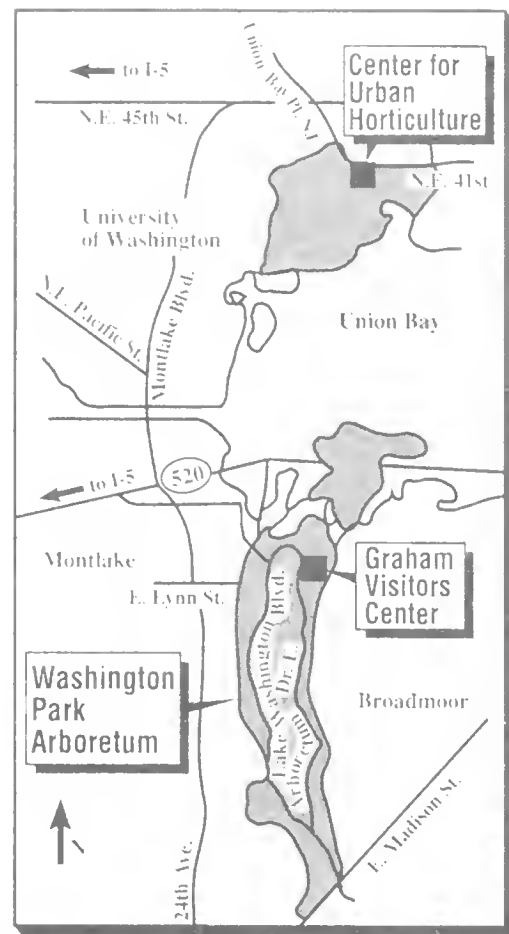 to I-5
N.E. 45th St.
Union Bay Pl. N.E.
Center for
Urban
Horticulture
N.E. 41st
University
of Washington
N.E. Pacific St.
Montlake Blvd.
Union Bay
520
to I-5
Montlake
E. Lynn St.
Graham
Visitors
Center
Lake Washington Blvd.
Arboretum Dr. E.
Washington
Park
Arboretum
Broadmoor
E. Madison St.
24th Ave.